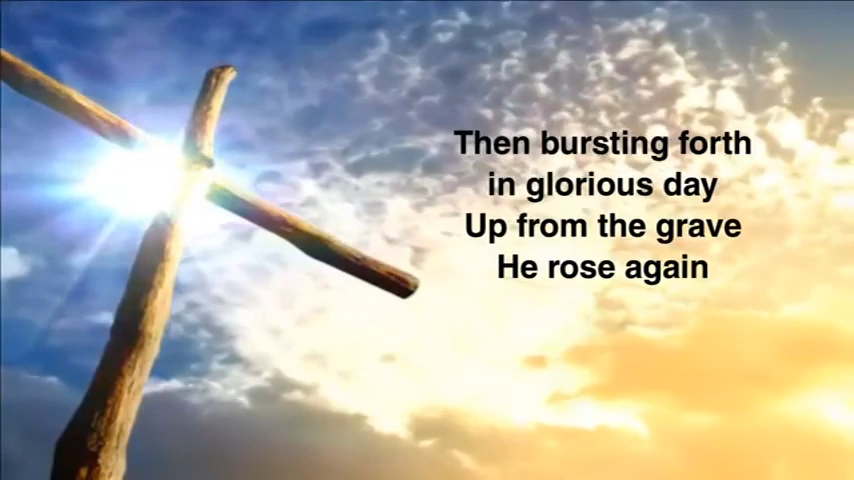 Then bursting forth
in glorious day
Up from the grave
He rose again